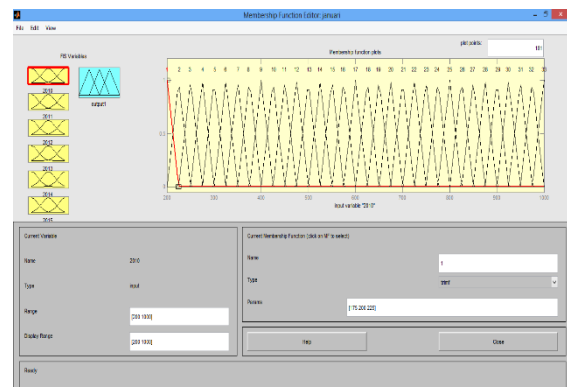 Membership Function Editor: januari
File Edit View
FIS Variables
2010
2011
2012
2013
2014
2015
output1
Membership function plots
plot points:
181
1 2 3 4 5 6 7 8 9 10 11 12 13 14 15 16 17 18 19 20 21 22 23 24 25 26 27 28 29 30 31 32 33
1
0.5
0
200 300 400 500 600 700 800 900 1000
input variable "2010"
Current Variable
Name 2010
Type input
Range [200 1000]
Display Range [200 1000]
Current Membership Function (click on MF to select)
Name 1
Type trimf
Params [175 200 225]
Help Close
Ready